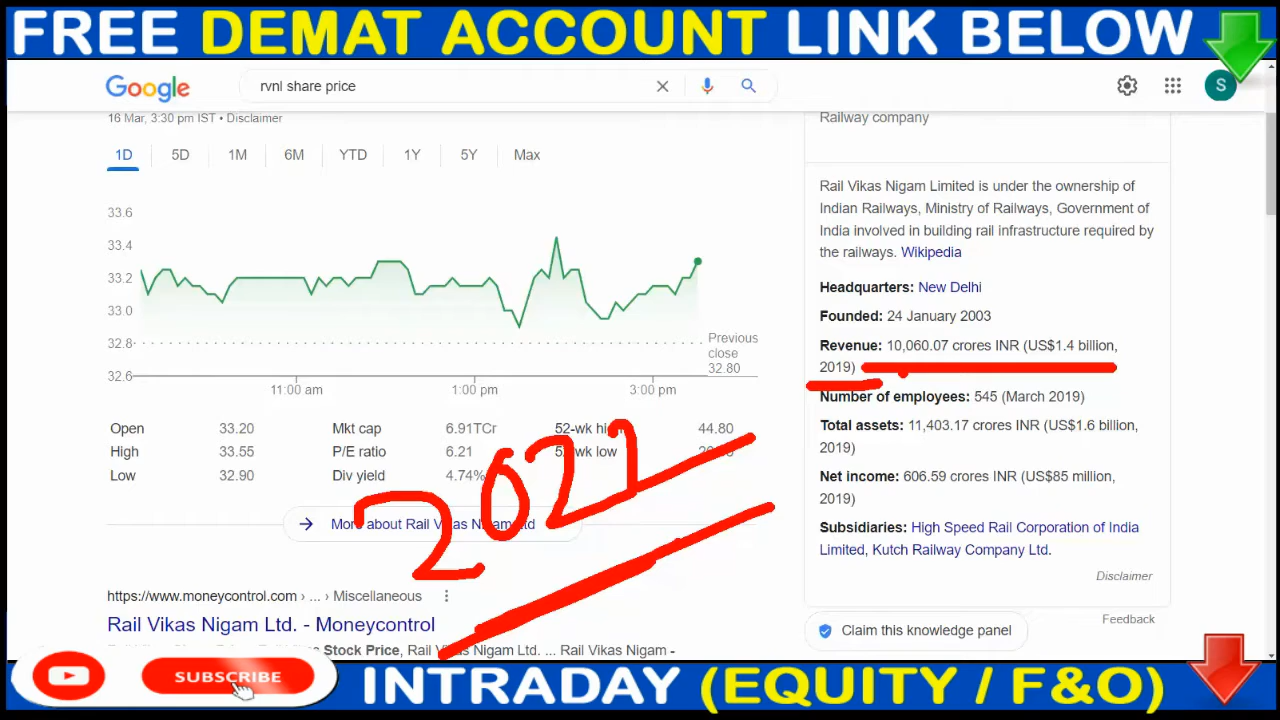 FREE DEMAT ACCOUNT LINK BELOW
Google
rvnl share price
S
16 Mar, 3:30 pm IST • Disclaimer
1D 5D 1M 6M YTD 1Y 5Y Max
33.6
33.4
33.2
33.0
32.8
32.6
Previous
close
32.80
11:00 am 1:00 pm 3:00 pm
Open 33.20 Mkt cap 6.91TCr 52-wk high 44.80
High 33.55 P/E ratio 6.21 52-wk low
Low 32.90 Div yield 4.74%
2022
More about Rail Vikas Nigam Ltd
https://www.moneycontrol.com › ... › Miscellaneous
Rail Vikas Nigam Ltd. - Moneycontrol
Stock Price, Rail Vikas Nigam Ltd. ... Rail Vikas Nigam -
Railway company
Rail Vikas Nigam Limited is under the ownership of
Indian Railways, Ministry of Railways, Government of
India involved in building rail infrastructure required by
the railways. Wikipedia
Headquarters: New Delhi
Founded: 24 January 2003
Revenue: 10,060.07 crores INR (US$1.4 billion,
2019)
Number of employees: 545 (March 2019)
Total assets: 11,403.17 crores INR (US$1.6 billion,
2019)
Net income: 606.59 crores INR (US$85 million,
2019)
Subsidiaries: High Speed Rail Corporation of India
Limited, Kutch Railway Company Ltd.
Disclaimer
Feedback
Claim this knowledge panel
SUBSCRIBE
INTRADAY (EQUITY / F&O)